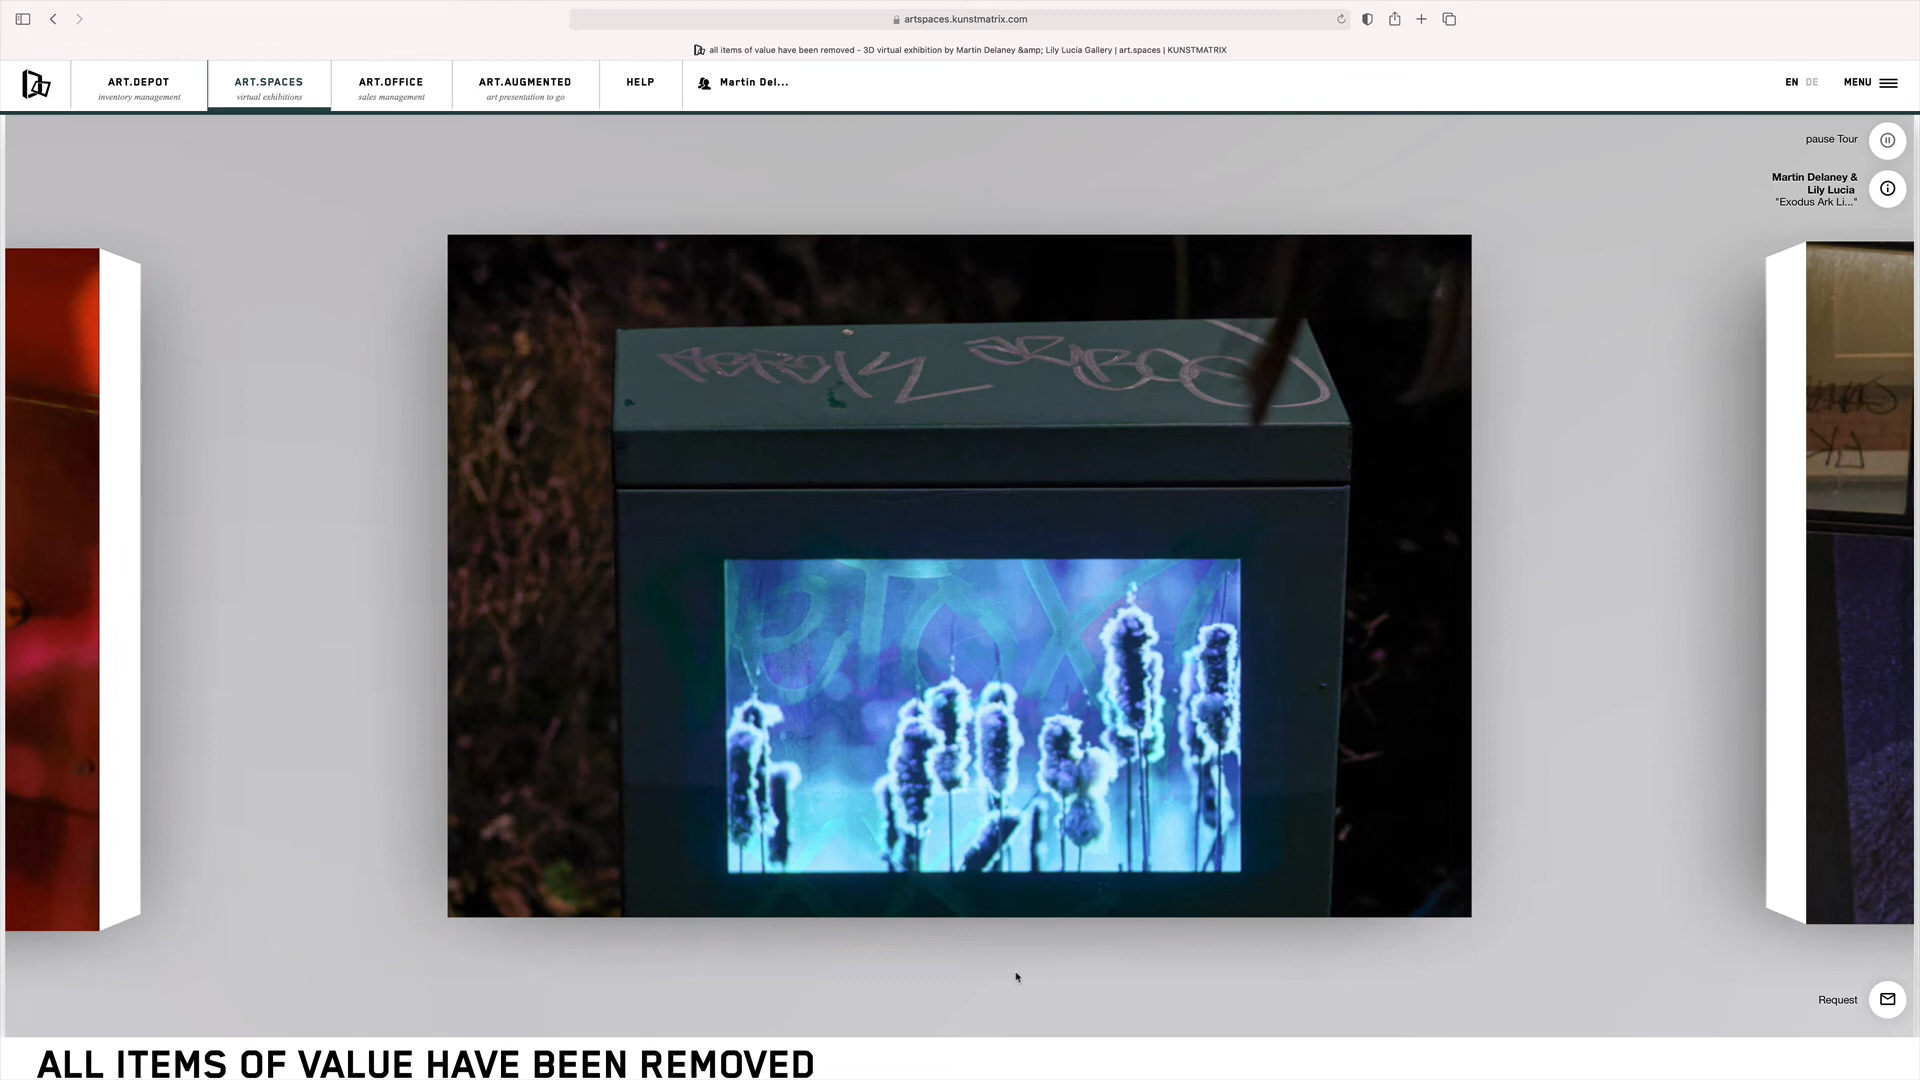 artspaces.kunstmatrix.com
all items of value have been removed - 3D virtual exhibition by Martin Delaney &amp; Lily Lucia Gallery | art.spaces | KUNSTMATRIX
ART.DEPOT
inventory management
ART.SPACES
virtual exhibitions
ART.OFFICE
sales management
ART.AUGMENTED
art presentation to go
HELP
Martin Del...
EN DE
MENU
pause Tour
Martin Delaney &
Lily Lucia
"Exodus Ark Li..."
Request
ALL ITEMS OF VALUE HAVE BEEN REMOVED